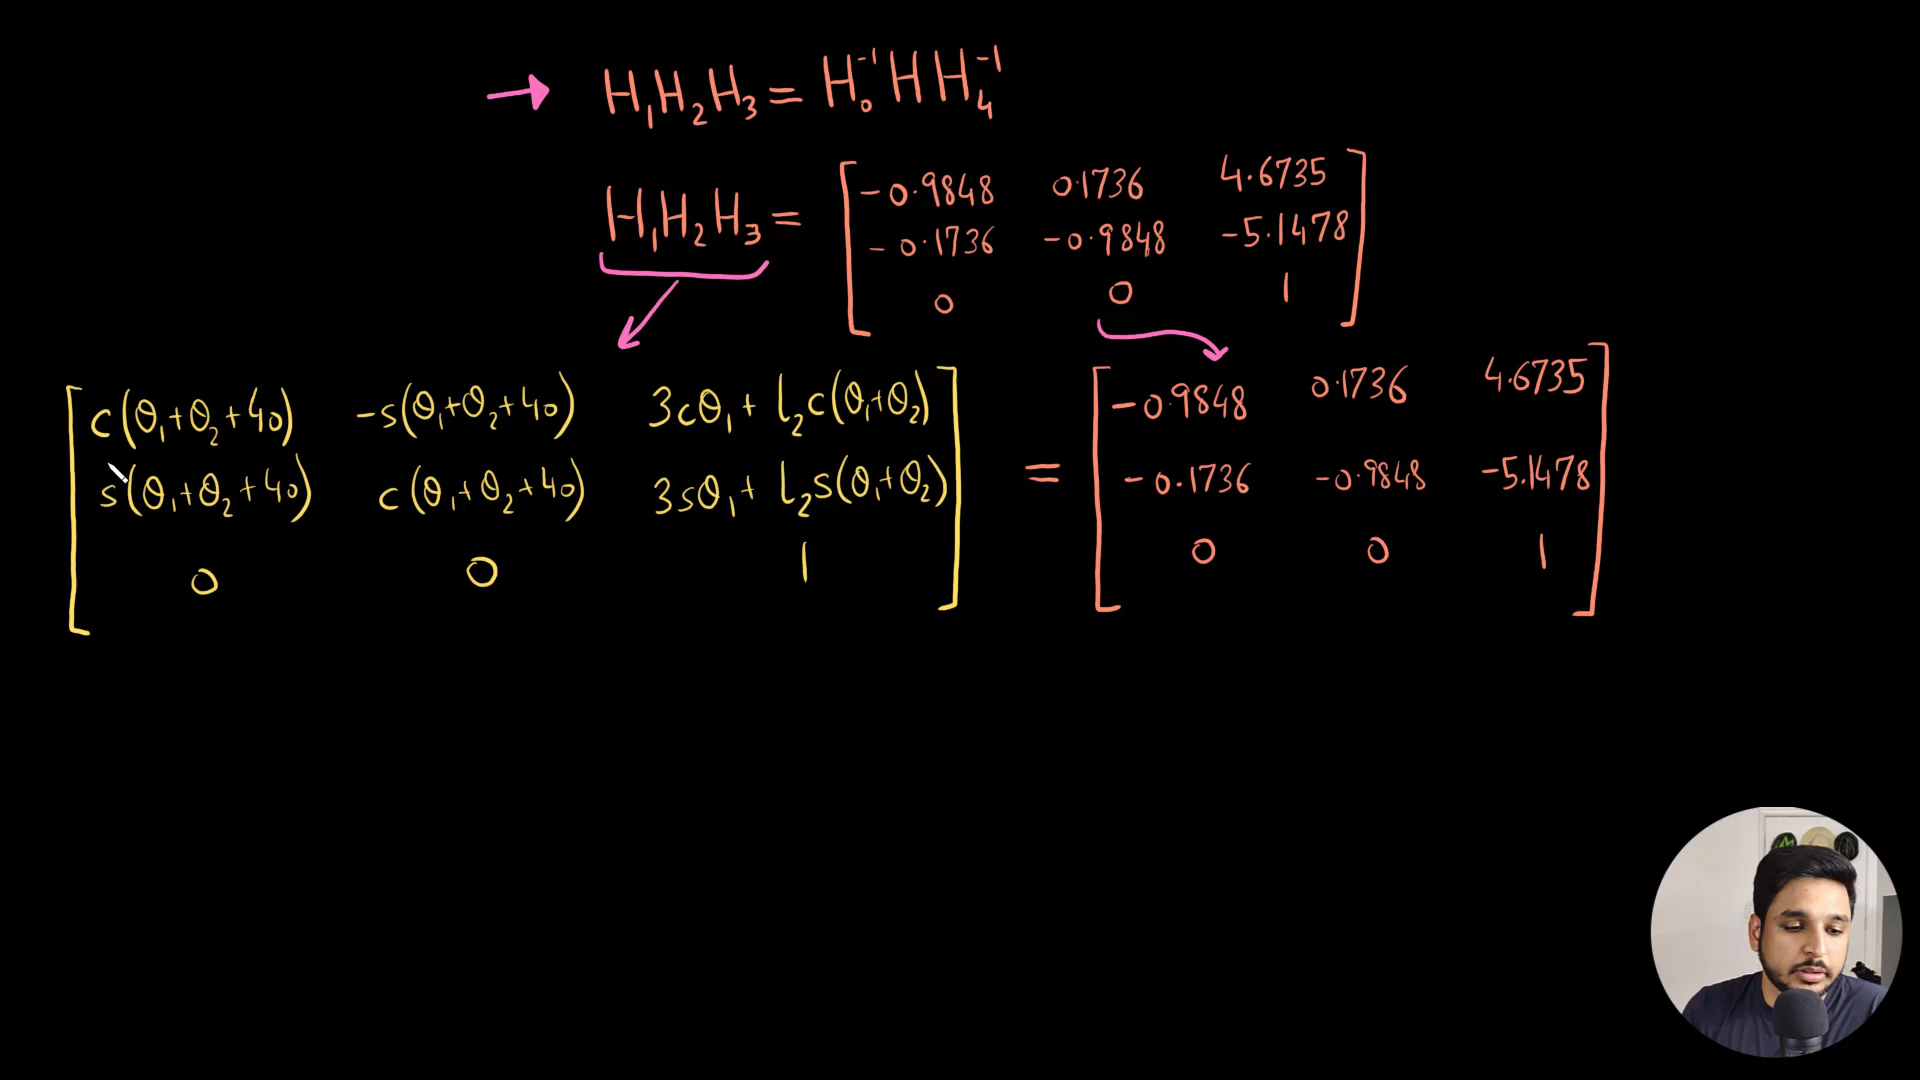 → H₁H₂H₃ = H₀⁻¹ H H₄⁻¹
H₁H₂H₃ = [ -0.9848 0.1736 4.6735
-0.1736 -0.9848 -5.1478
0 0 1 ]
[ c(θ₁+θ₂+40) -s(θ₁+θ₂+40) 3cθ₁+ l₂c(θ₁+θ₂) ] = [ -0.9848 0.1736 4.6735 ]
s(θ₁+θ₂+40) c(θ₁+θ₂+40) 3sθ₁+ l₂s(θ₁+θ₂) -0.1736 -0.9848 -5.1478
0 0 1 0 0 1